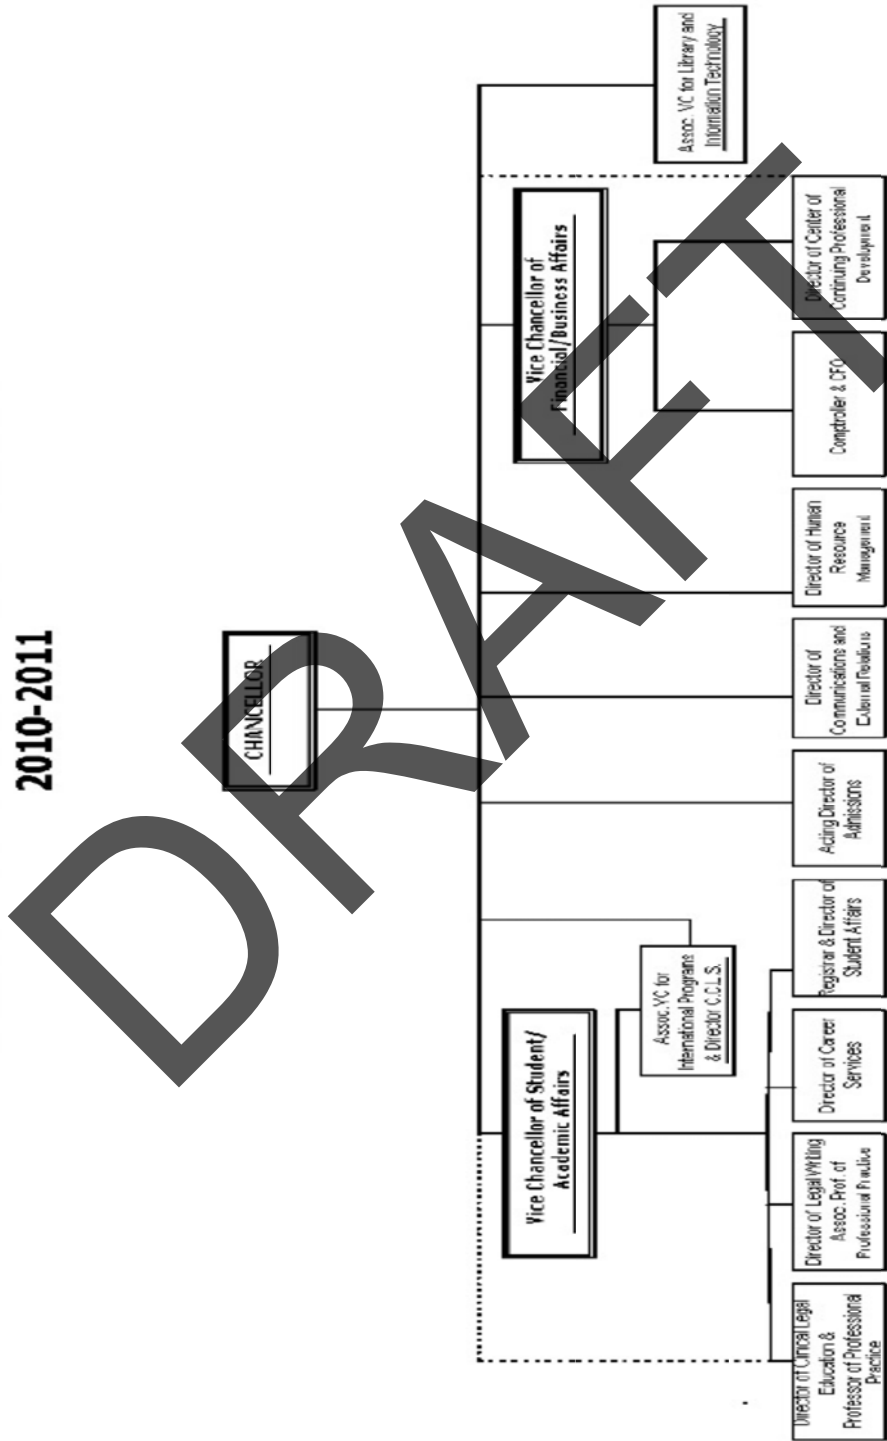 2010-2011
CHANCELLOR
Vice Chancellor of Student/
Academic Affairs
Vice Chancellor of
Financial/Business Affairs
Assoc. VC for
International Programs
& Director C.C.L.S.
Assoc. VC for Library and
Information Technology
Director of Clinical Legal
Education &
Professor of Professional
Practice
Director of Legal Writing
Assoc. Prof. of
Professional Practice
Director of Career
Services
Registrar & Director of
Student Affairs
Acting Director of
Admissions
Director of
Communications and
External Relations
Director of Human
Resource
Management
Comptroller & CFO
Director of Center of
Continuing Professional
Development
DRAFT